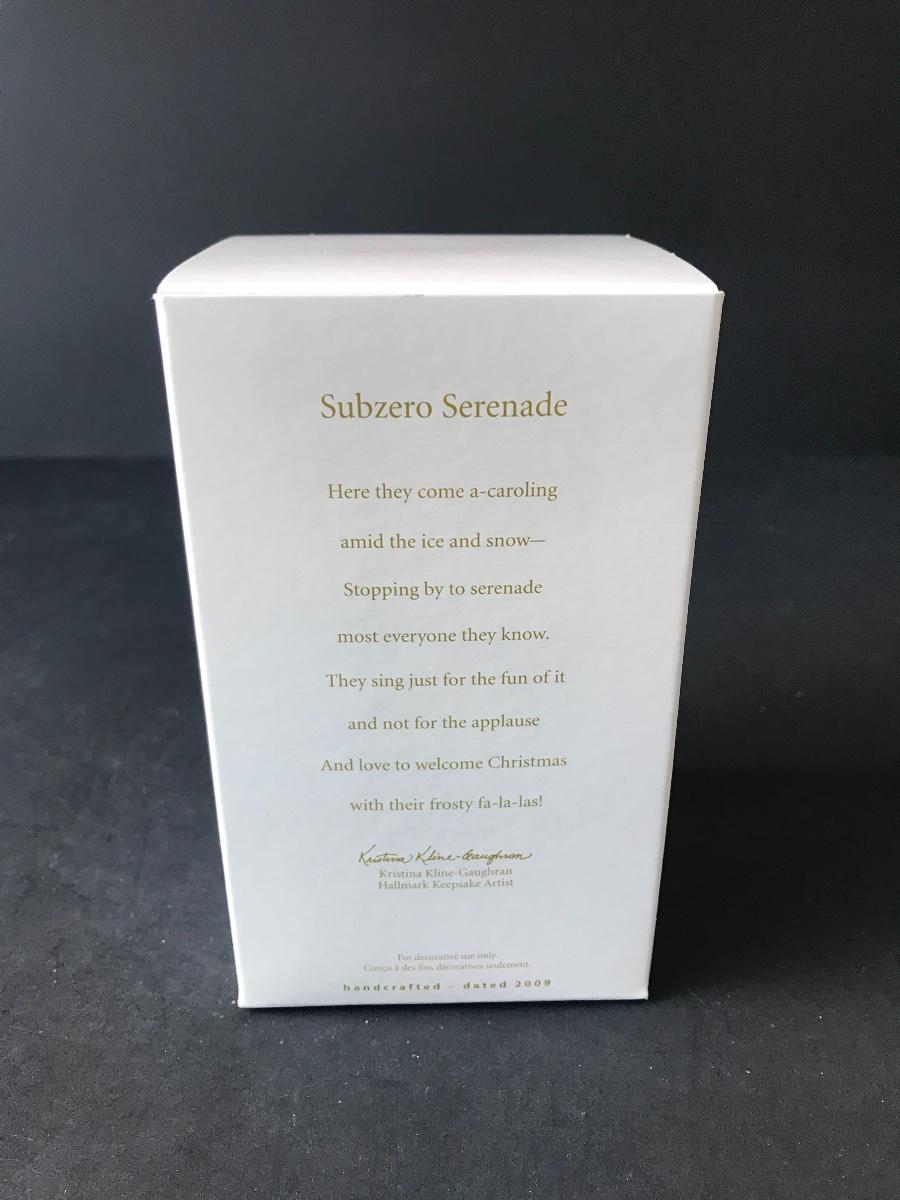 Subzero Serenade
Here they come a-caroling
amid the ice and snow—
Stopping by to serenade
most everyone they know.
They sing just for the fun of it
and not for the applause
And love to welcome Christmas
with their frosty fa-la-las!
Kristina Kline-Gaughran
Kristina Kline-Gaughran
Hallmark Keepsake Artist
For decorative use only.
Conçu à des fins décoratives seulement.
handcrafted – dated 2009